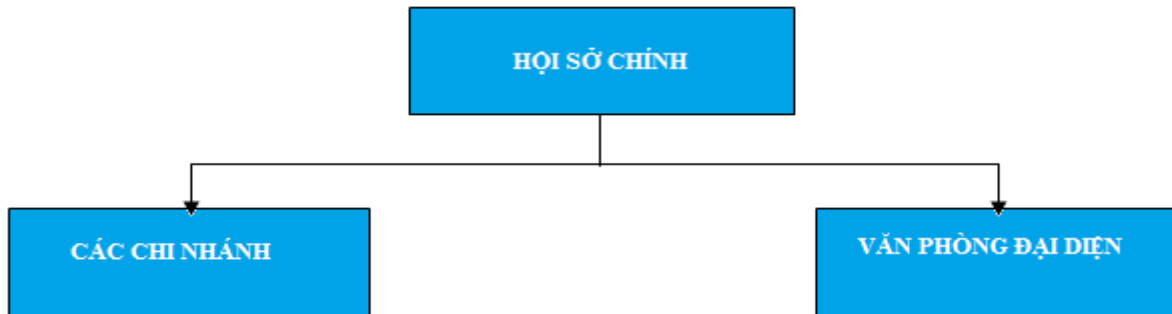 HỘI SỞ CHÍNH
CÁC CHI NHÁNH
VĂN PHÒNG ĐẠI DIỆN